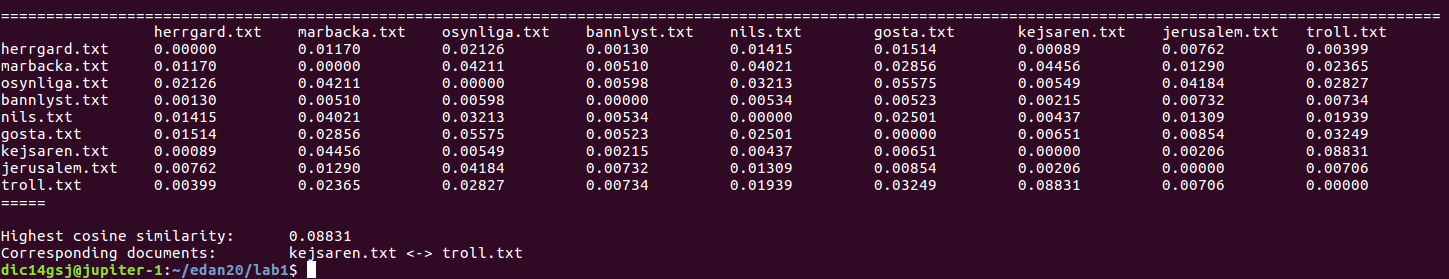 ================================================================================================================================================================
herrgard.txt marbacka.txt osynliga.txt bannlyst.txt nils.txt gosta.txt kejsaren.txt jerusalem.txt troll.txt
herrgard.txt 0.00000 0.01170 0.02126 0.00130 0.01415 0.01514 0.00089 0.00762 0.00399
marbacka.txt 0.01170 0.00000 0.04211 0.00510 0.04021 0.02856 0.04456 0.01290 0.02365
osynliga.txt 0.02126 0.04211 0.00000 0.00598 0.03213 0.05575 0.00549 0.04184 0.02827
bannlyst.txt 0.00130 0.00510 0.00598 0.00000 0.00534 0.00523 0.00215 0.00732 0.00734
nils.txt 0.01415 0.04021 0.03213 0.00534 0.00000 0.02501 0.00437 0.01309 0.01939
gosta.txt 0.01514 0.02856 0.05575 0.00523 0.02501 0.00000 0.00651 0.00854 0.03249
kejsaren.txt 0.00089 0.04456 0.00549 0.00215 0.00437 0.00651 0.00000 0.00206 0.08831
jerusalem.txt 0.00762 0.01290 0.04184 0.00732 0.01309 0.00854 0.00206 0.00000 0.00706
troll.txt 0.00399 0.02365 0.02827 0.00734 0.01939 0.03249 0.08831 0.00706 0.00000
=====
Highest cosine similarity: 0.08831
Corresponding documents: kejsaren.txt <-> troll.txt
dic14gsj@jupiter-1:~/edan20/lab1$